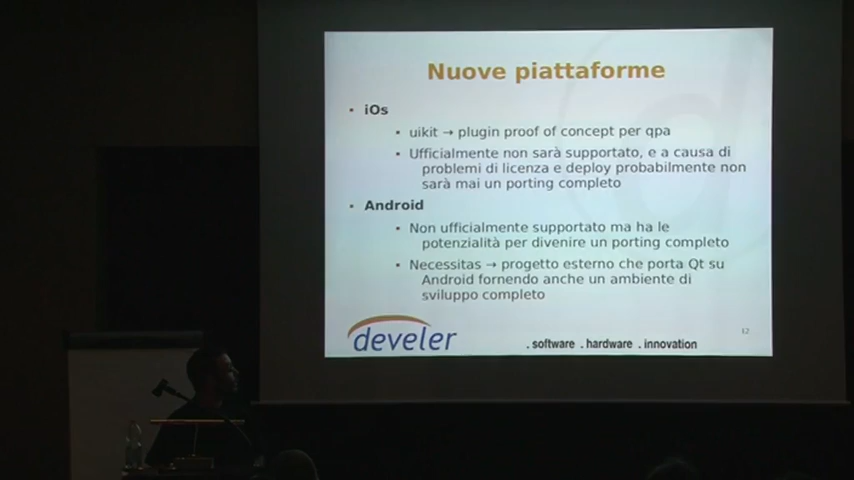 Nuove piattaforme
• iOs
• uikit → plugin proof of concept per qpa
• Ufficialmente non sarà supportato, e a causa di
problemi di licenza e deploy probabilmente non
sarà mai un porting completo
• Android
• Non ufficialmente supportato ma ha le
potenzialità per divenire un porting completo
• Necessitas → progetto esterno che porta Qt su
Android fornendo anche un ambiente di
sviluppo completo
12
develer
. software . hardware . innovation